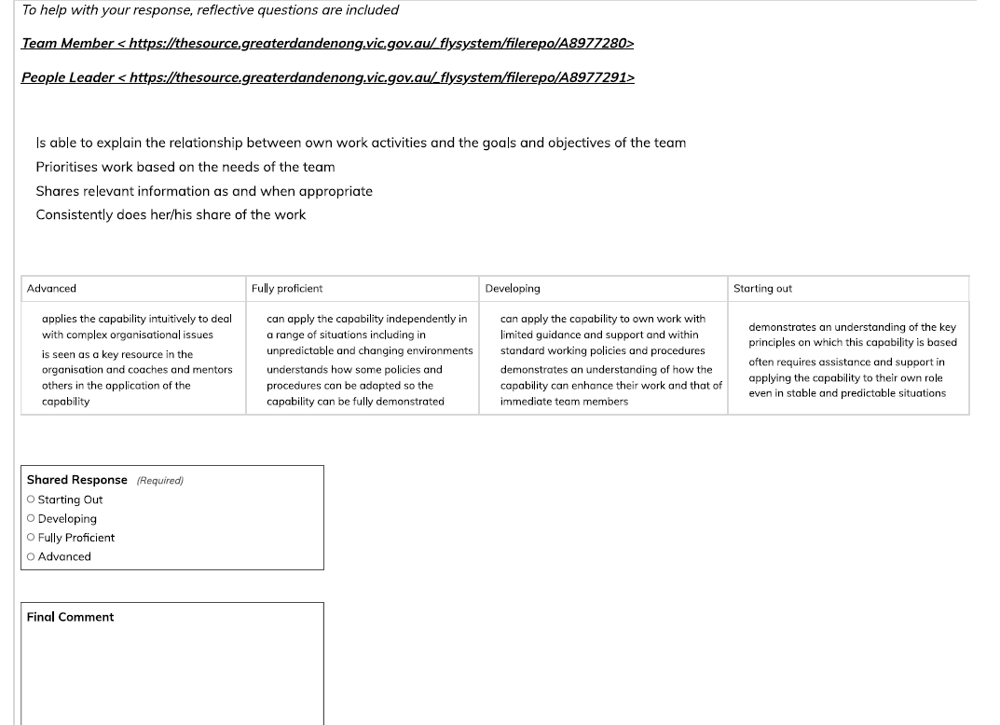 To help with your response, reflective questions are included
Team Member < https://thesource.greaterdandenong.vic.gov.au/_flysystem/filerepo/A8977280>
People Leader < https://thesource.greaterdandenong.vic.gov.au/_flysystem/filerepo/A8977291>
Is able to explain the relationship between own work activities and the goals and objectives of the team
Prioritises work based on the needs of the team
Shares relevant information as and when appropriate
Consistently does her/his share of the work
Advanced
applies the capability intuitively to deal
with complex organisational issues
is seen as a key resource in the
organisation and coaches and mentors
others in the application of the
capability
Fully proficient
can apply the capability independently in
a range of situations including in
unpredictable and changing environments
understands how some policies and
procedures can be adapted so the
capability can be fully demonstrated
Developing
can apply the capability to own work with
limited guidance and support and within
standard working policies and procedures
demonstrates an understanding of how the
capability can enhance their work and that of
immediate team members
Starting out
demonstrates an understanding of the key
principles on which this capability is based
often requires assistance and support in
applying the capability to their own role
even in stable and predictable situations
Shared Response (Required)
Starting Out
Developing
Fully Proficient
Advanced
Final Comment